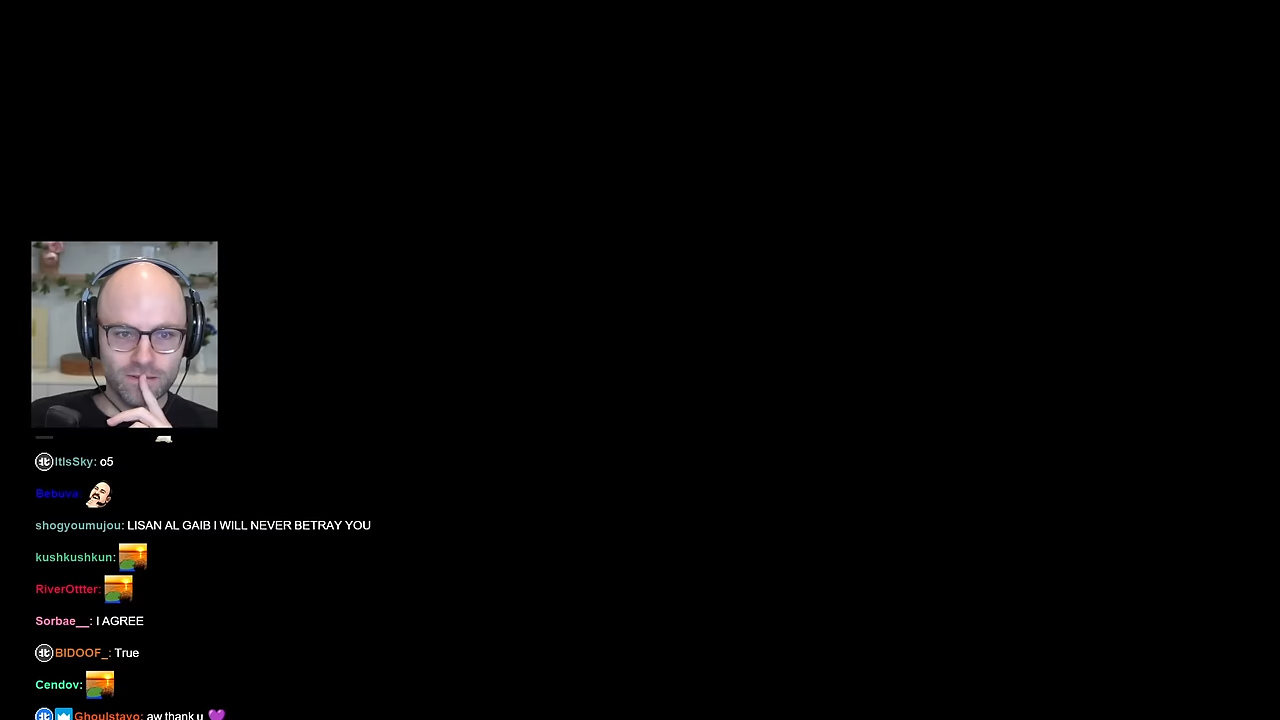 ItIsSky: o5
Bebuva:
shogyoumujou: LISAN AL GAIB I WILL NEVER BETRAY YOU
kushkushkun:
RiverOttter:
Sorbae__: I AGREE
BIDOOF_: True
Cendov:
Ghoulstavo: aw thank u